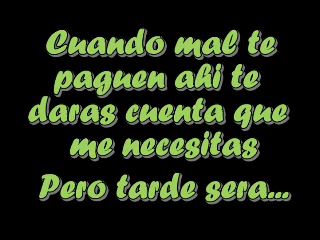 Cuando mal te
paguen ahi te
daras cuenta que
me necesitas
Pero tarde sera...